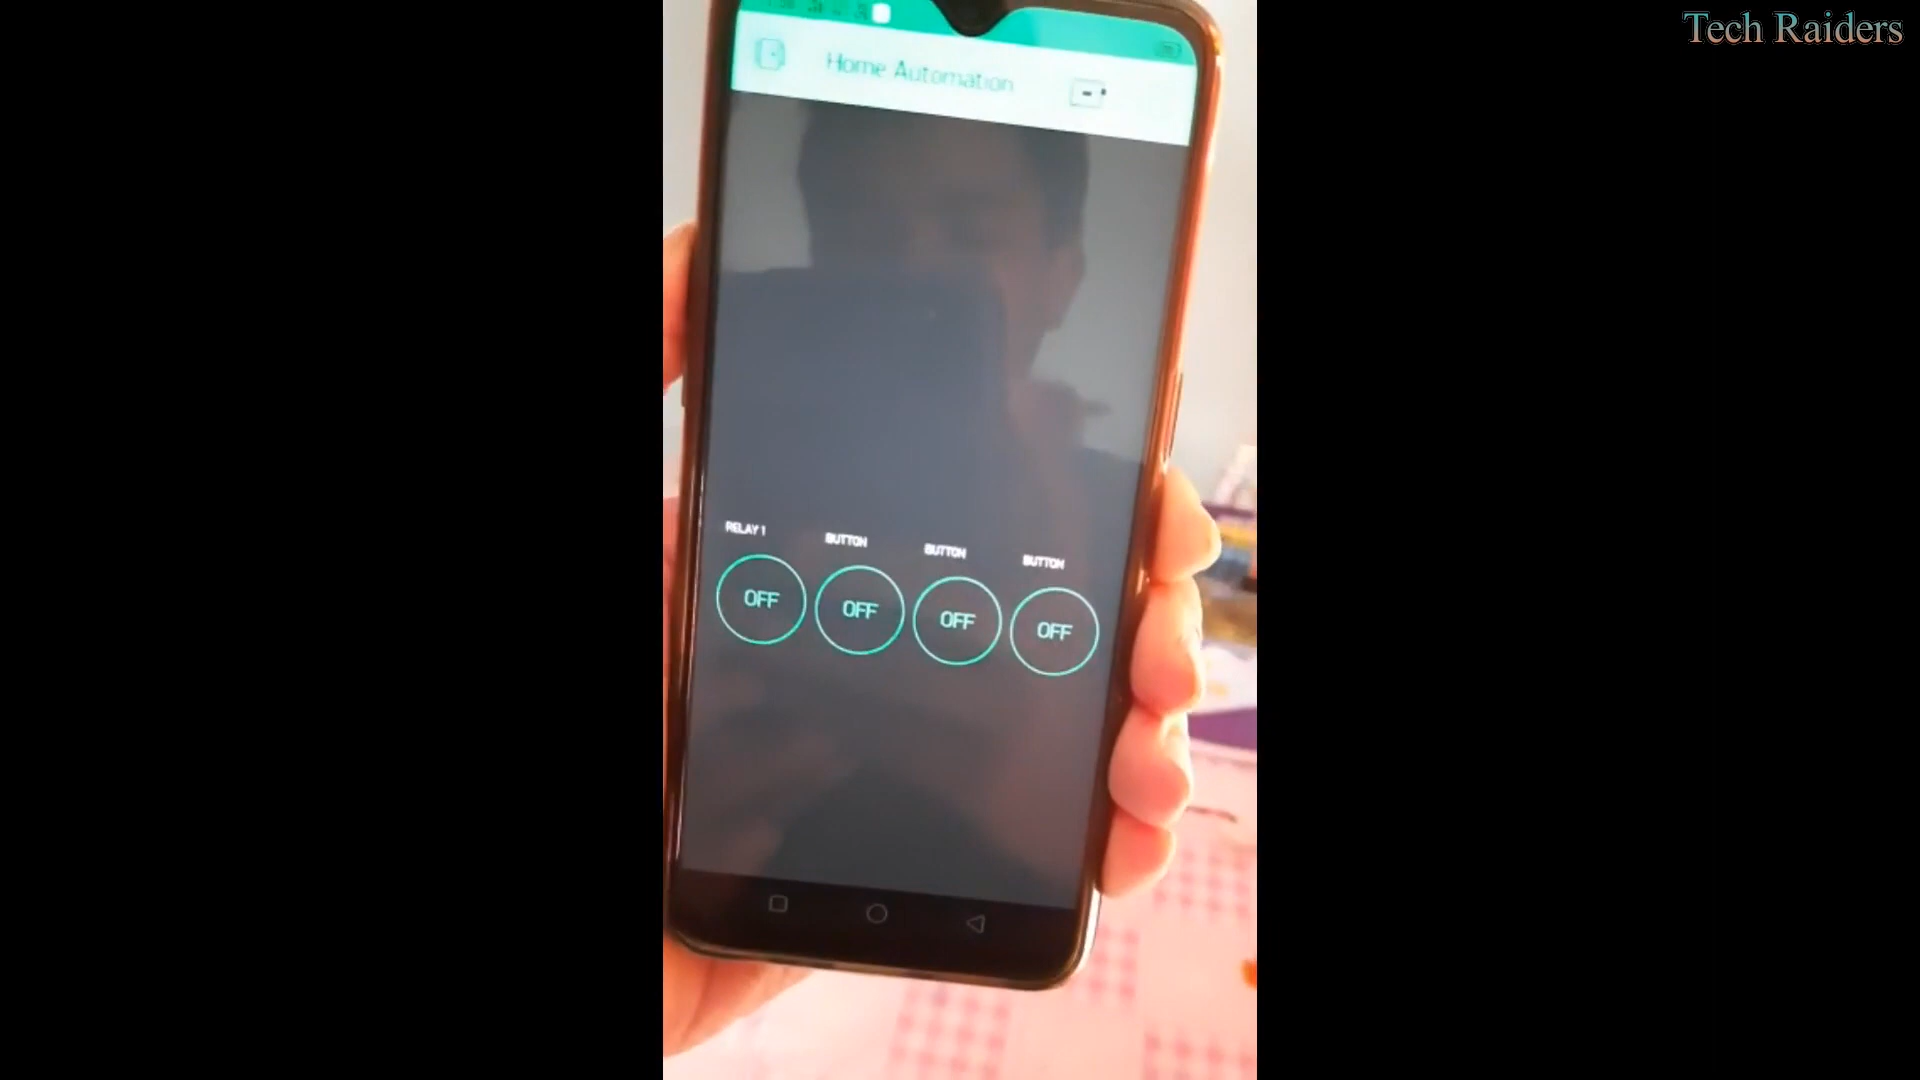 Tech Raiders
Home Automation
RELAY 1
BUTTON
BUTTON
BUTTON
OFF
OFF
OFF
OFF